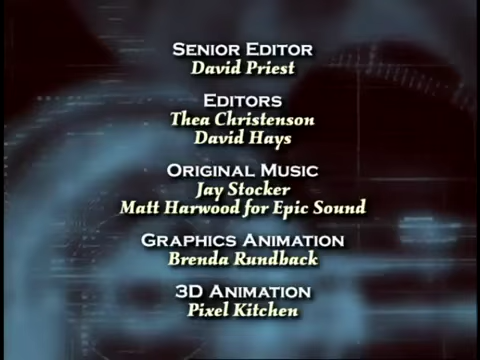 SENIOR EDITOR
David Priest
EDITORS
Thea Christenson
David Hays
ORIGINAL MUSIC
Jay Stocker
Matt Harwood for Epic Sound
GRAPHICS ANIMATION
Brenda Rundback
3D ANIMATION
Pixel Kitchen